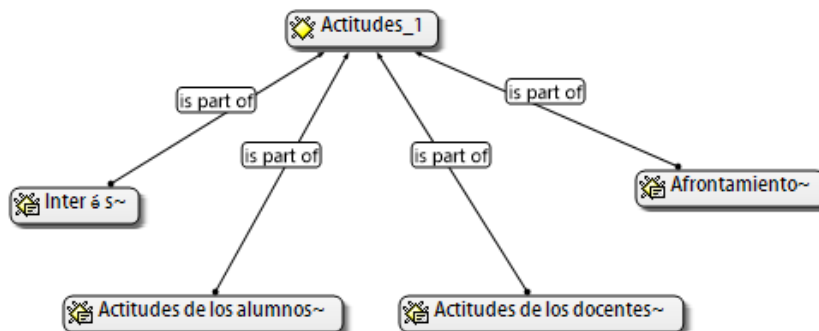 Actitudes_1
is part of
is part of
is part of
is part of
Inter é s~
Afrontamiento~
Actitudes de los alumnos~
Actitudes de los docentes~